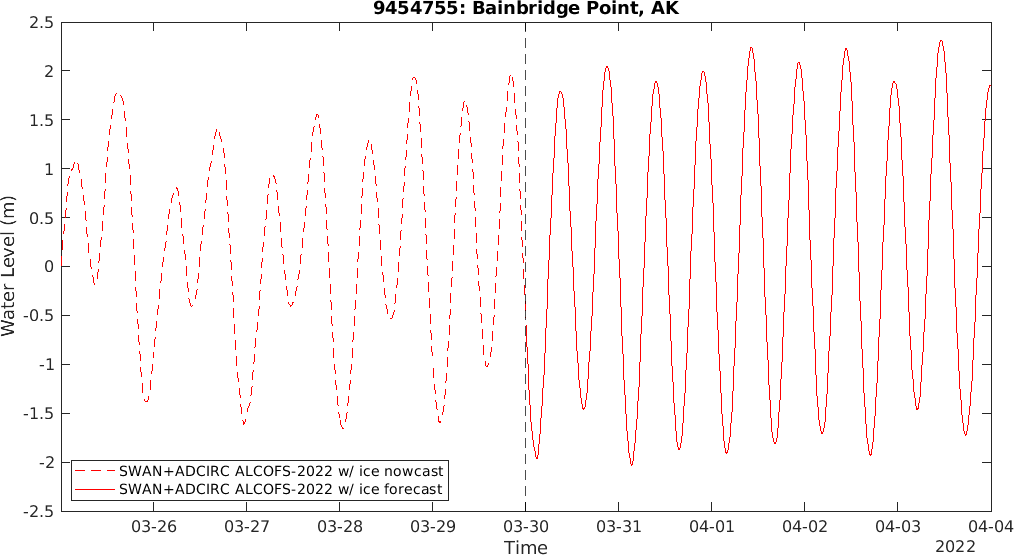 9454755: Bainbridge Point, AK
2.5
2
1.5
1
0.5
0
-0.5
-1
-1.5
-2
-2.5
Water Level (m)
SWAN+ADCIRC ALCOFS-2022 w/ ice nowcast
SWAN+ADCIRC ALCOFS-2022 w/ ice forecast
03-26 03-27 03-28 03-29 03-30 03-31 04-01 04-02 04-03 04-04
Time
2022